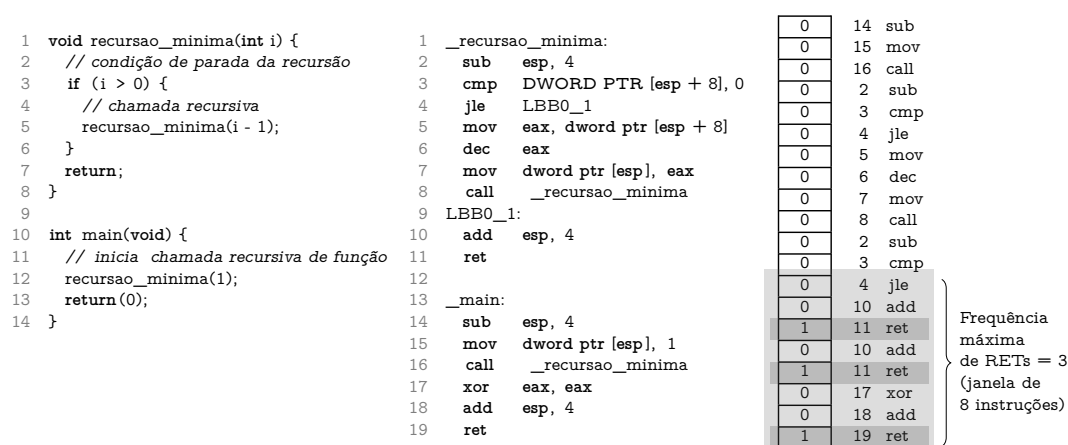 1 void recursao_minima(int i) {
2 // condição de parada da recursão
3 if (i > 0) {
4 // chamada recursiva
5 recursao_minima(i - 1);
6 }
7 return;
8 }
9
10 int main(void) {
11 // inicia chamada recursiva de função
12 recursao_minima(1);
13 return(0);
14 }
1 _recursao_minima:
2 sub esp, 4
3 cmp DWORD PTR [esp + 8], 0
4 jle LBB0_1
5 mov eax, dword ptr [esp + 8]
6 dec eax
7 mov dword ptr [esp], eax
8 call _recursao_minima
9 LBB0_1:
10 add esp, 4
11 ret
12
13 _main:
14 sub esp, 4
15 mov dword ptr [esp], 1
16 call _recursao_minima
17 xor eax, eax
18 add esp, 4
19 ret
0 14 sub
0 15 mov
0 16 call
0 2 sub
0 3 cmp
0 4 jle
0 5 mov
0 6 dec
0 7 mov
0 8 call
0 2 sub
0 3 cmp
0 4 jle
0 10 add
1 11 ret
0 10 add
1 11 ret
0 17 xor
0 18 add
1 19 ret
Frequência
máxima
de RETs = 3
(janela de
8 instruções)